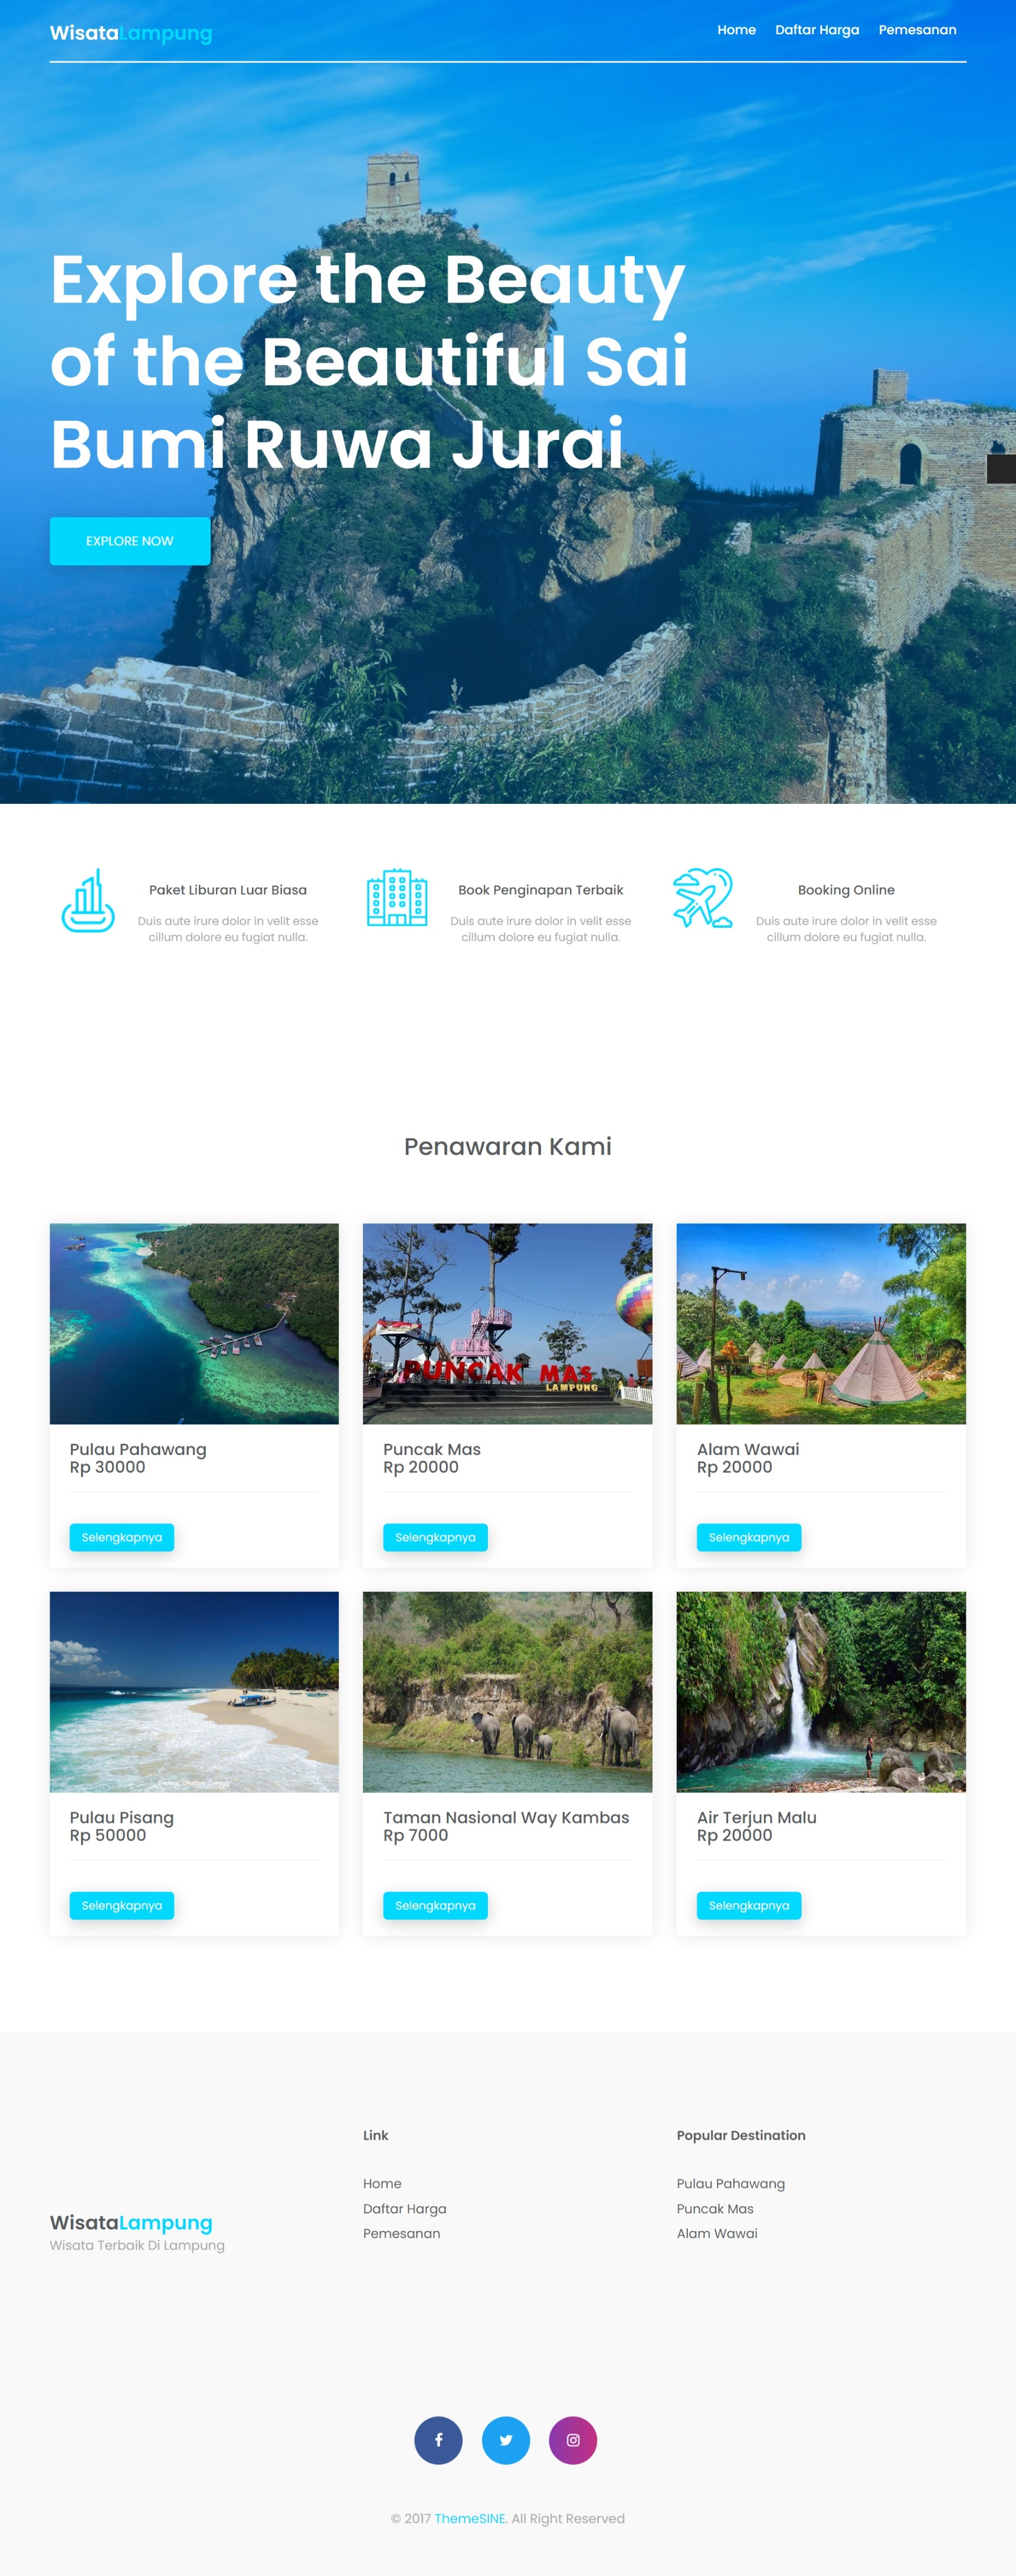 WisataLampung
Home Daftar Harga Pemesanan
Explore the Beauty
of the Beautiful Sai
Bumi Ruwa Jurai
EXPLORE NOW
Paket Liburan Luar Biasa
Duis aute irure dolor in velit esse
cillum dolore eu fugiat nulla.
Book Penginapan Terbaik
Duis aute irure dolor in velit esse
cillum dolore eu fugiat nulla.
Booking Online
Duis aute irure dolor in velit esse
cillum dolore eu fugiat nulla.
Penawaran Kami
PUNCAK MAS
LAMPUNG
Pulau Pahawang
Rp 30000
Selengkapnya
Puncak Mas
Rp 20000
Selengkapnya
Alam Wawai
Rp 20000
Selengkapnya
Pulau Pisang
Rp 50000
Selengkapnya
Taman Nasional Way Kambas
Rp 7000
Selengkapnya
Air Terjun Malu
Rp 20000
Selengkapnya
WisataLampung
Wisata Terbaik Di Lampung
Link
Home
Daftar Harga
Pemesanan
Popular Destination
Pulau Pahawang
Puncak Mas
Alam Wawai
© 2017 ThemeSINE. All Right Reserved